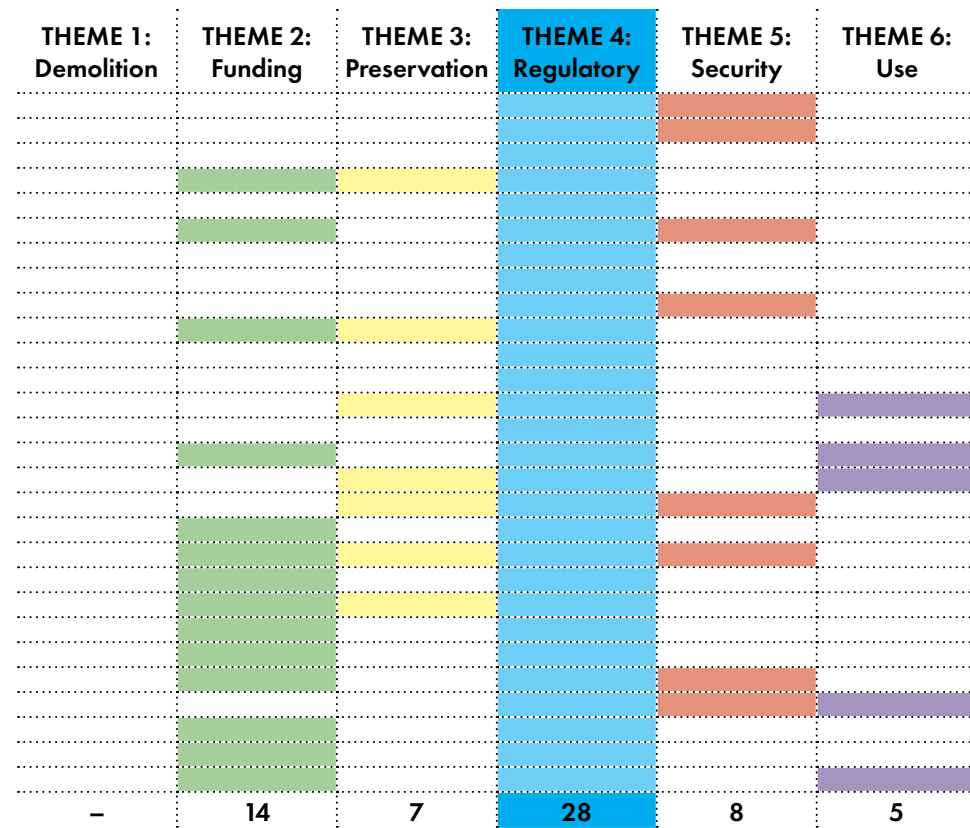 THEME 1: THEME 2: THEME 3: THEME 4: THEME 5: THEME 6:
Demolition Funding Preservation Regulatory Security Use
– 14 7 28 8 5